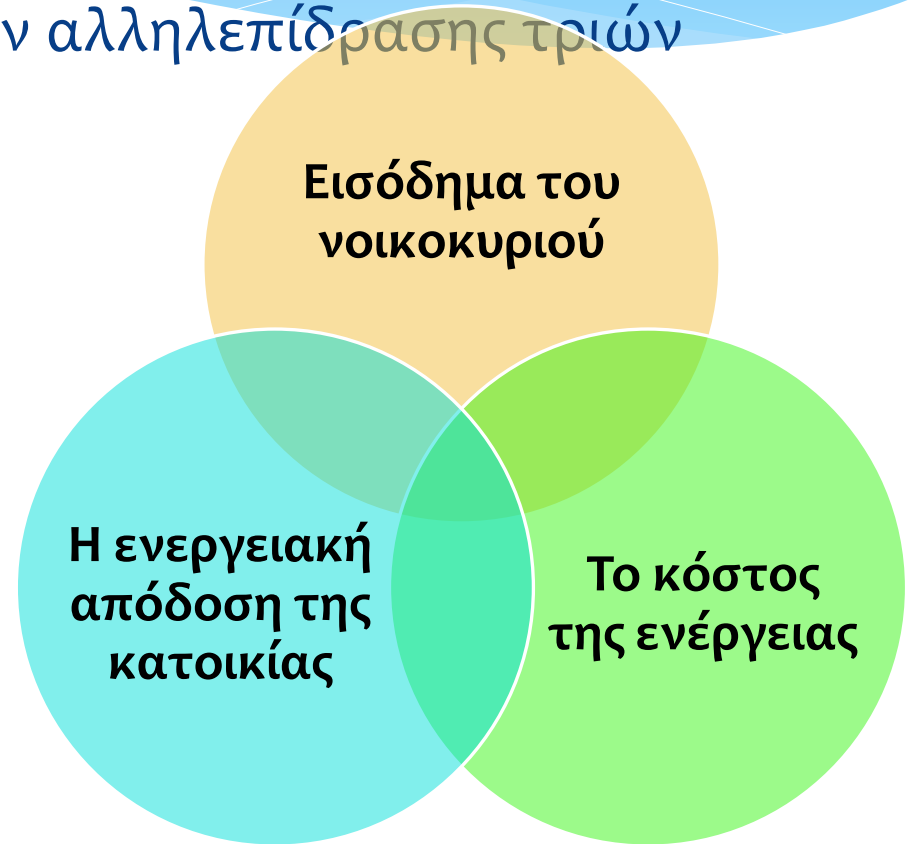 ν αλληλεπίδρασης τριών
Εισόδημα του
νοικοκυριού
Η ενεργειακή
απόδοση της
κατοικίας
Το κόστος
της ενέργειας